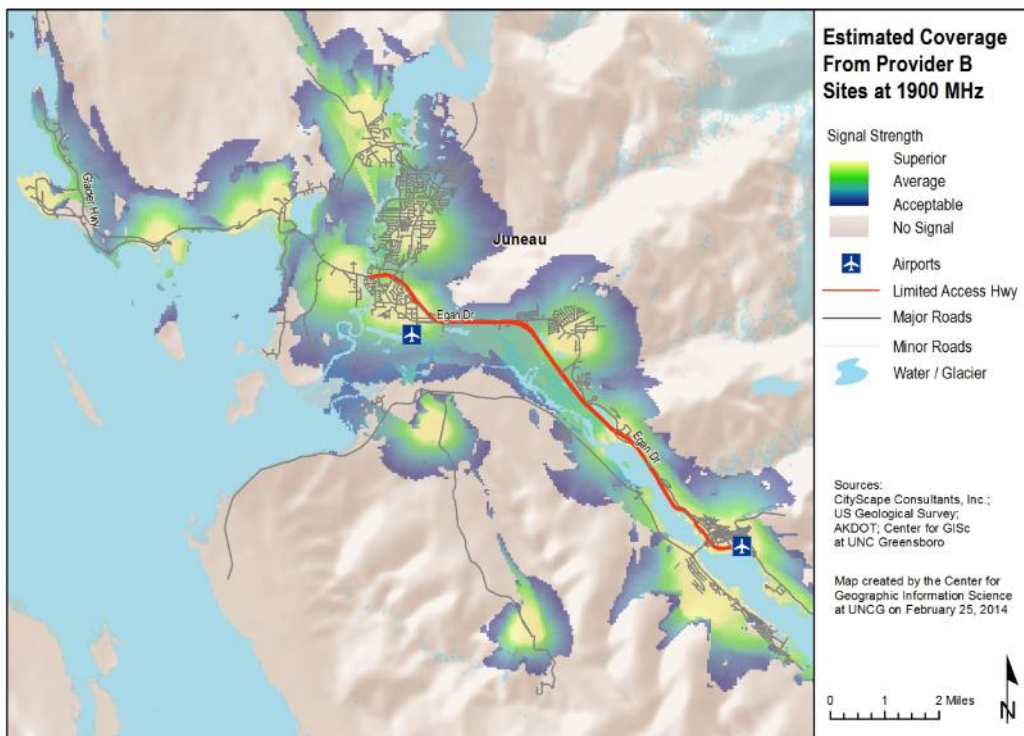 Estimated Coverage
From Provider B
Sites at 1900 MHz
Signal Strength
Superior
Average
Acceptable
No Signal
Airports
Limited Access Hwy
Major Roads
Minor Roads
Water / Glacier
Sources:
CityScape Consultants, Inc.;
US Geological Survey;
AKDOT; Center for GISc
at UNC Greensboro
Map created by the Center for
Geographic Information Science
at UNCG on February 25, 2014
0 1 2 Miles
N
Glacier Hwy
Juneau
Egan Dr
Egan Dr